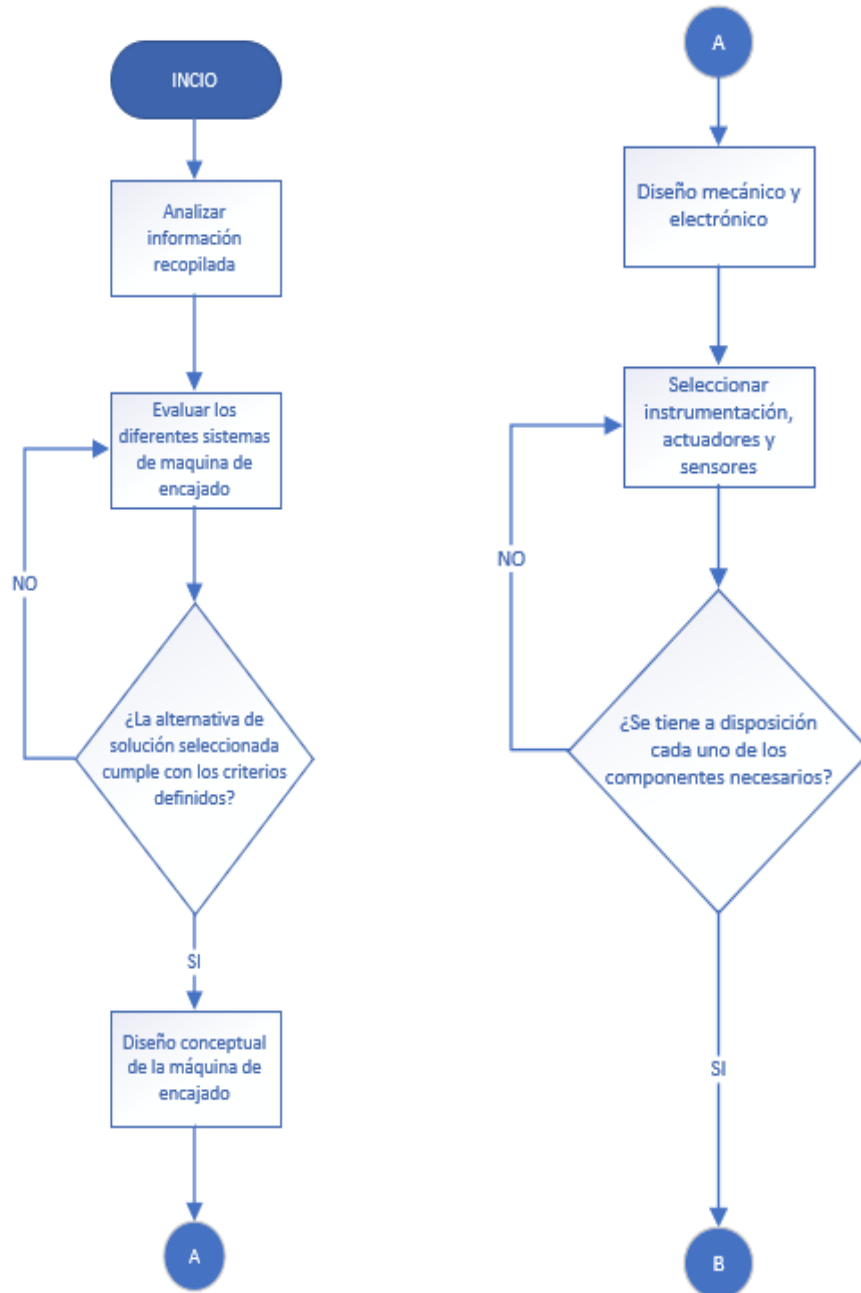 INCIO
Analizar
información
recopilada
Evaluar los
diferentes sistemas
de maquina de
encajado
NO
¿La alternativa de
solución seleccionada
cumple con los criterios
definidos?
SI
Diseño conceptual
de la máquina de
encajado
A
A
Diseño mecánico y
electrónico
Seleccionar
instrumentación,
actuadores y
sensores
NO
¿Se tiene a disposición
cada uno de los
componentes necesarios?
SI
B